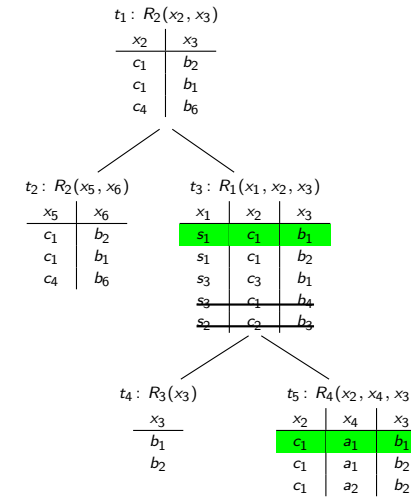 t₁: R₂(x₂, x₃)
x₂ x₃
c₁ b₂
c₁ b₁
c₄ b₆
t₂: R₂(x₅, x₆)
x₅ x₆
c₁ b₂
c₁ b₁
c₄ b₆
t₃: R₁(x₁, x₂, x₃)
x₁ x₂ x₃
s₁ c₁ b₁
s₁ c₁ b₂
s₃ c₃ b₁
s₃ c₁ b₄
s₂ c₂ b₃
t₄: R₃(x₃)
x₃
b₁
b₂
t₅: R₄(x₂, x₄, x₃
x₂ x₄ x₃
c₁ a₁ b₁
c₁ a₁ b₂
c₁ a₂ b₂